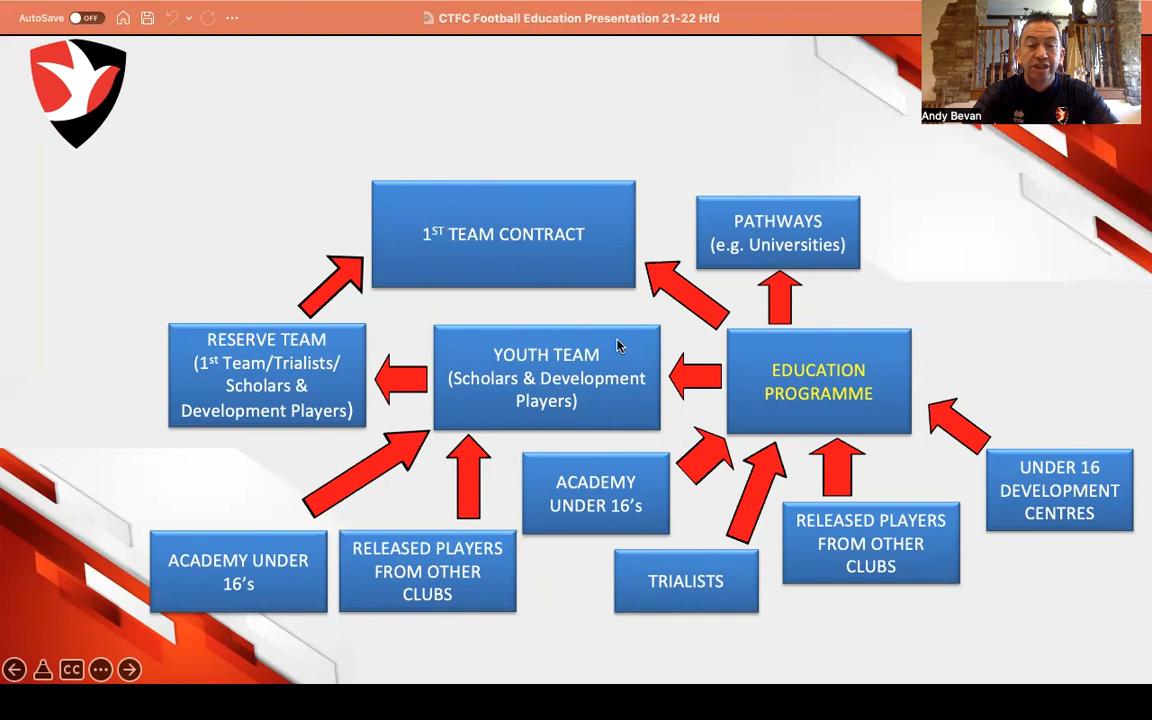 AutoSave OFF
CTFC Football Education Presentation 21-22 Hfd
Andy Bevan
1ST TEAM CONTRACT
PATHWAYS
(e.g. Universities)
RESERVE TEAM
(1st Team/Trialists/
Scholars &
Development Players)
YOUTH TEAM
(Scholars & Development
Players)
EDUCATION
PROGRAMME
ACADEMY
UNDER 16's
UNDER 16
DEVELOPMENT
CENTRES
ACADEMY UNDER
16's
RELEASED PLAYERS
FROM OTHER
CLUBS
TRIALISTS
RELEASED PLAYERS
FROM OTHER
CLUBS
CC